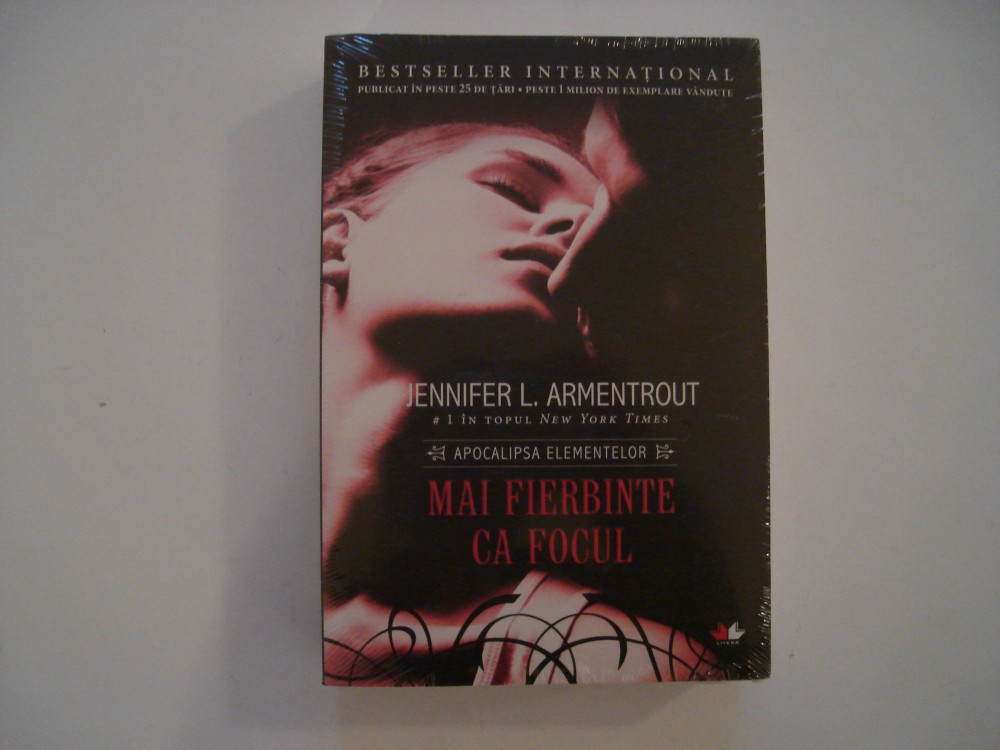 BESTSELLER INTERNAȚIONAL
PUBLICAT ÎN PESTE 25 DE ȚĂRI • PESTE 1 MILION DE EXEMPLARE VÂNDUTE
JENNIFER L. ARMENTROUT
# 1 ÎN TOPUL NEW YORK TIMES
APOCALIPSA ELEMENTELOR
MAI FIERBINTE
CA FOCUL
LITERA